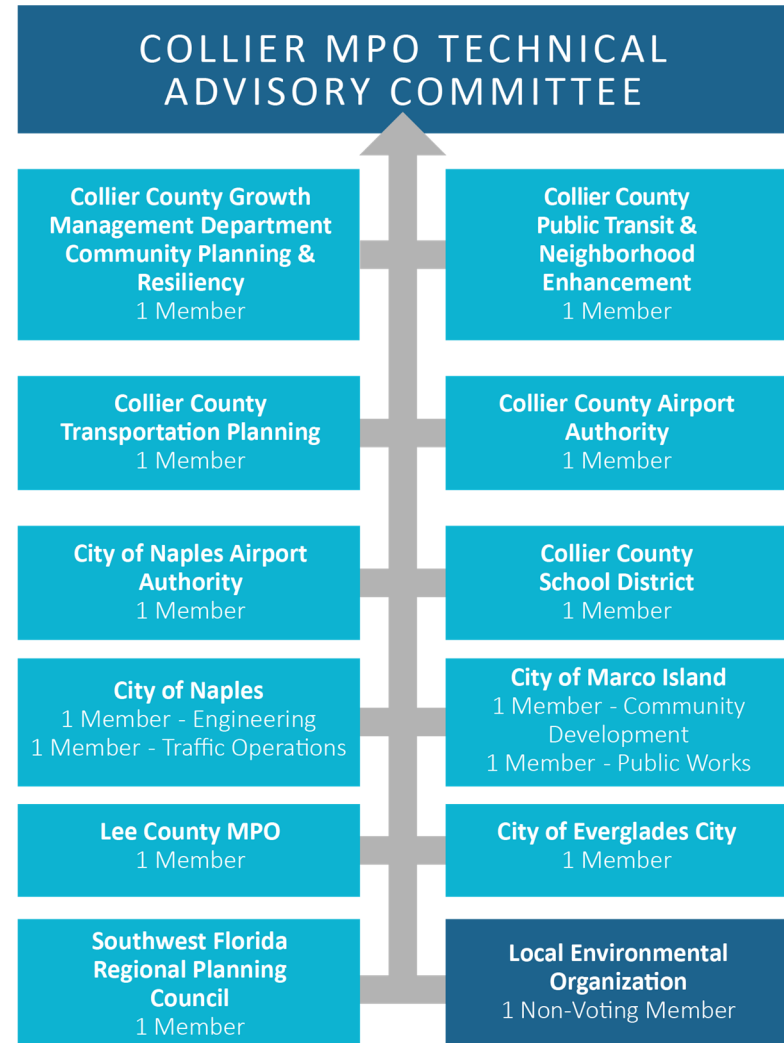 COLLIER MPO TECHNICAL
ADVISORY COMMITTEE
Collier County Growth
Management Department
Community Planning &
Resiliency
1 Member
Collier County
Public Transit &
Neighborhood
Enhancement
1 Member
Collier County
Transportation Planning
1 Member
Collier County Airport
Authority
1 Member
City of Naples Airport
Authority
1 Member
Collier County
School District
1 Member
City of Naples
1 Member - Engineering
1 Member - Traffic Operations
City of Marco Island
1 Member - Community
Development
1 Member - Public Works
Lee County MPO
1 Member
City of Everglades City
1 Member
Southwest Florida
Regional Planning
Council
1 Member
Local Environmental
Organization
1 Non-Voting Member